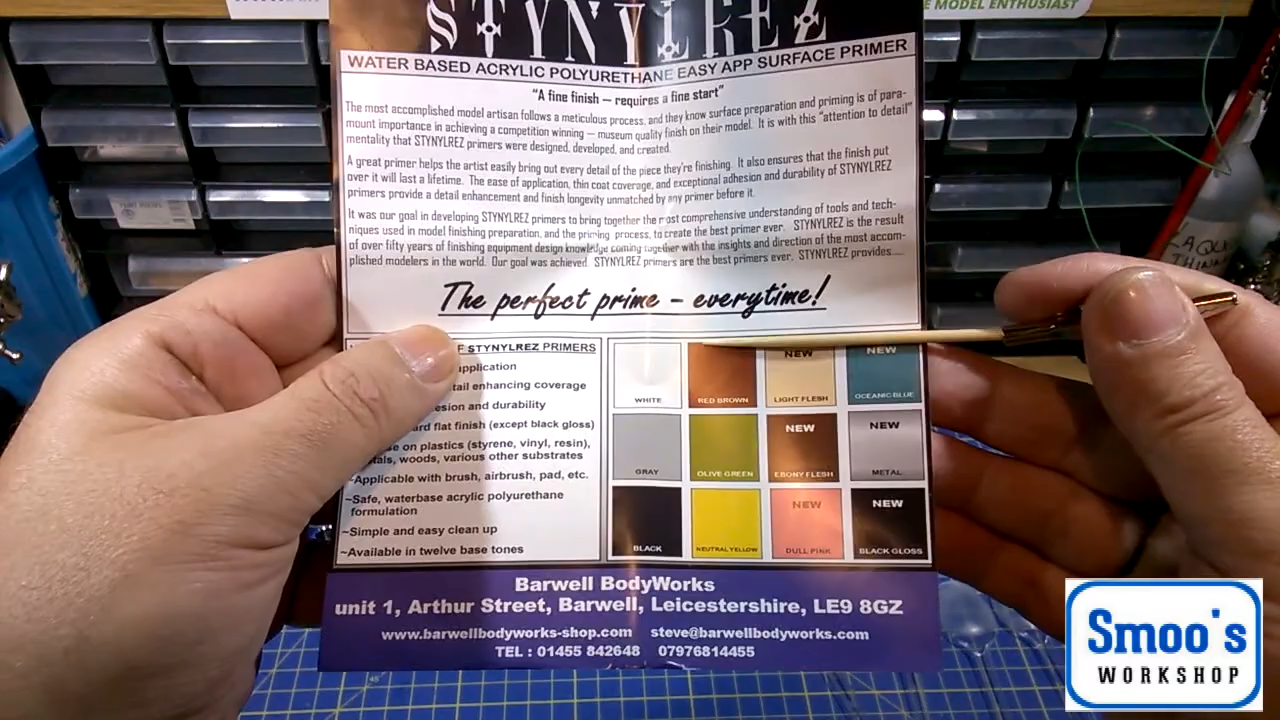 E MODEL ENTHUSIAST
STYNYLREZ
WATER BASED ACRYLIC POLYURETHANE EASY APP SURFACE PRIMER
"A fine finish — requires a fine start"
The most accomplished model artisan follows a meticulous process, and they know surface preparation and priming is of para-
mount importance in achieving a competition winning — museum quality finish on their model. It is with this "attention to detail"
mentality that STYNYLREZ primers were designed, developed, and created.
A great primer helps the artist easily bring out every detail of the piece they're finishing. It also ensures that the finish put
over it will last a lifetime. The ease of application, thin coat coverage, and exceptional adhesion and durability of STYNYLREZ
primers provide a detail enhancement and finish longevity unmatched by any primer before it.
It was our goal in developing STYNYLREZ primers to bring together the most comprehensive understanding of tools and tech-
niques used in model finishing preparation, and the priming process, to create the best primer ever. STYNYLREZ is the result
of over fifty years of finishing equipment design knowledge coming together with the insights and direction of the most accom-
plished modelers in the world. Our goal was achieved. STYNYLREZ primers are the best primers ever. STYNYLREZ provides....
The perfect prime – everytime!
F STYNYLREZ PRIMERS
application
tail enhancing coverage
esion and durability
rd flat finish (except black gloss)
se on plastics (styrene, vinyl, resin),
tals, woods, various other substrates
~Applicable with brush, airbrush, pad, etc.
~Safe, waterbase acrylic polyurethane
formulation
~Simple and easy clean up
~Available in twelve base tones
WHITE
RED BROWN
NEW
LIGHT FLESH
NEW
OCEANIC BLUE
GRAY
OLIVE GREEN
NEW
EBONY FLESH
NEW
METAL
BLACK
NEUTRAL YELLOW
NEW
DULL PINK
NEW
BLACK GLOSS
Barwell BodyWorks
unit 1, Arthur Street, Barwell, Leicestershire, LE9 8GZ
www.barwellbodyworks-shop.com steve@barwellbodyworks.com
TEL : 01455 842648 07976814455
Smoo's
WORKSHOP